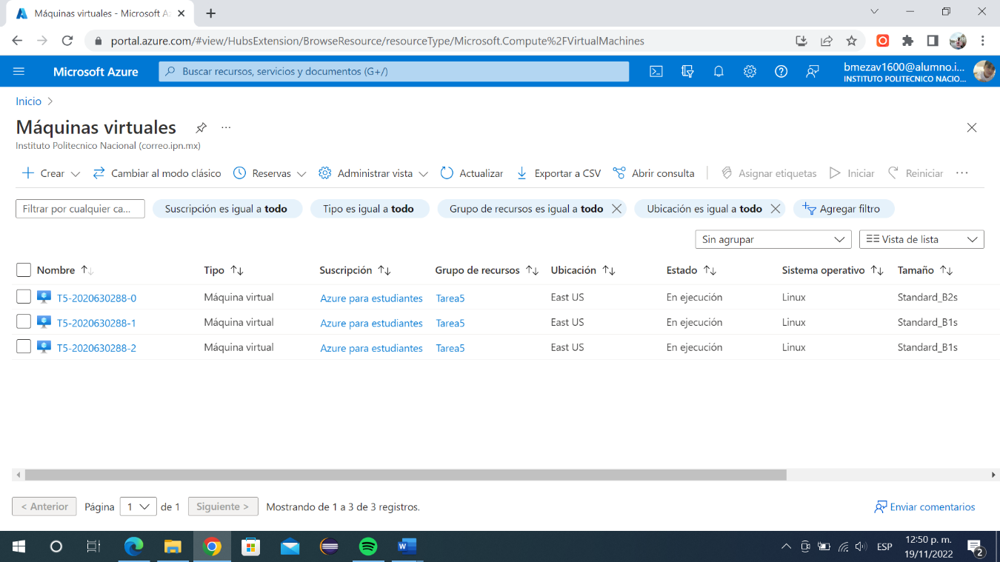 Máquinas virtuales - Microsoft A
portal.azure.com/#view/HubsExtension/BrowseResource/resourceType/Microsoft.Compute%2FVirtualMachines
Microsoft Azure
Buscar recursos, servicios y documentos (G+/)
bmezav1600@alumno.i...
INSTITUTO POLITECNICO NACIO...
Inicio >
Máquinas virtuales
Instituto Politecnico Nacional (correo.ipn.mx)
Crear Cambiar al modo clásico Reservas Administrar vista Actualizar Exportar a CSV Abrir consulta Asignar etiquetas Iniciar Reiniciar ...
Filtrar por cualquier ca... Suscripción es igual a todo Tipo es igual a todo Grupo de recursos es igual a todo Ubicación es igual a todo Agregar filtro
Sin agrupar Vista de lista
Nombre Tipo Suscripción Grupo de recursos Ubicación Estado Sistema operativo Tamaño
T5-2020630288-0 Máquina virtual Azure para estudiantes Tarea5 East US En ejecución Linux Standard_B2s
T5-2020630288-1 Máquina virtual Azure para estudiantes Tarea5 East US En ejecución Linux Standard_B1s
T5-2020630288-2 Máquina virtual Azure para estudiantes Tarea5 East US En ejecución Linux Standard_B1s
< Anterior Página 1 de 1 Siguiente > Mostrando de 1 a 3 de 3 registros. Enviar comentarios
ESP
12:50 p. m.
19/11/2022
2